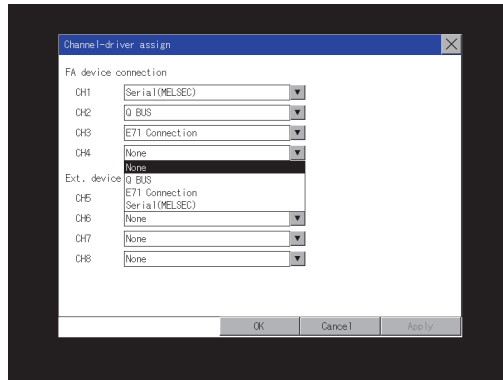 Channel-driver assign
FA device connection
CH1 Serial(MELSEC)
CH2 Q BUS
CH3 E71 Connection
CH4 None
None
Ext. device Q BUS
E71 Connection
CH5
Serial(MELSEC)
CH6 None
CH7 None
CH8 None
OK Cancel Apply